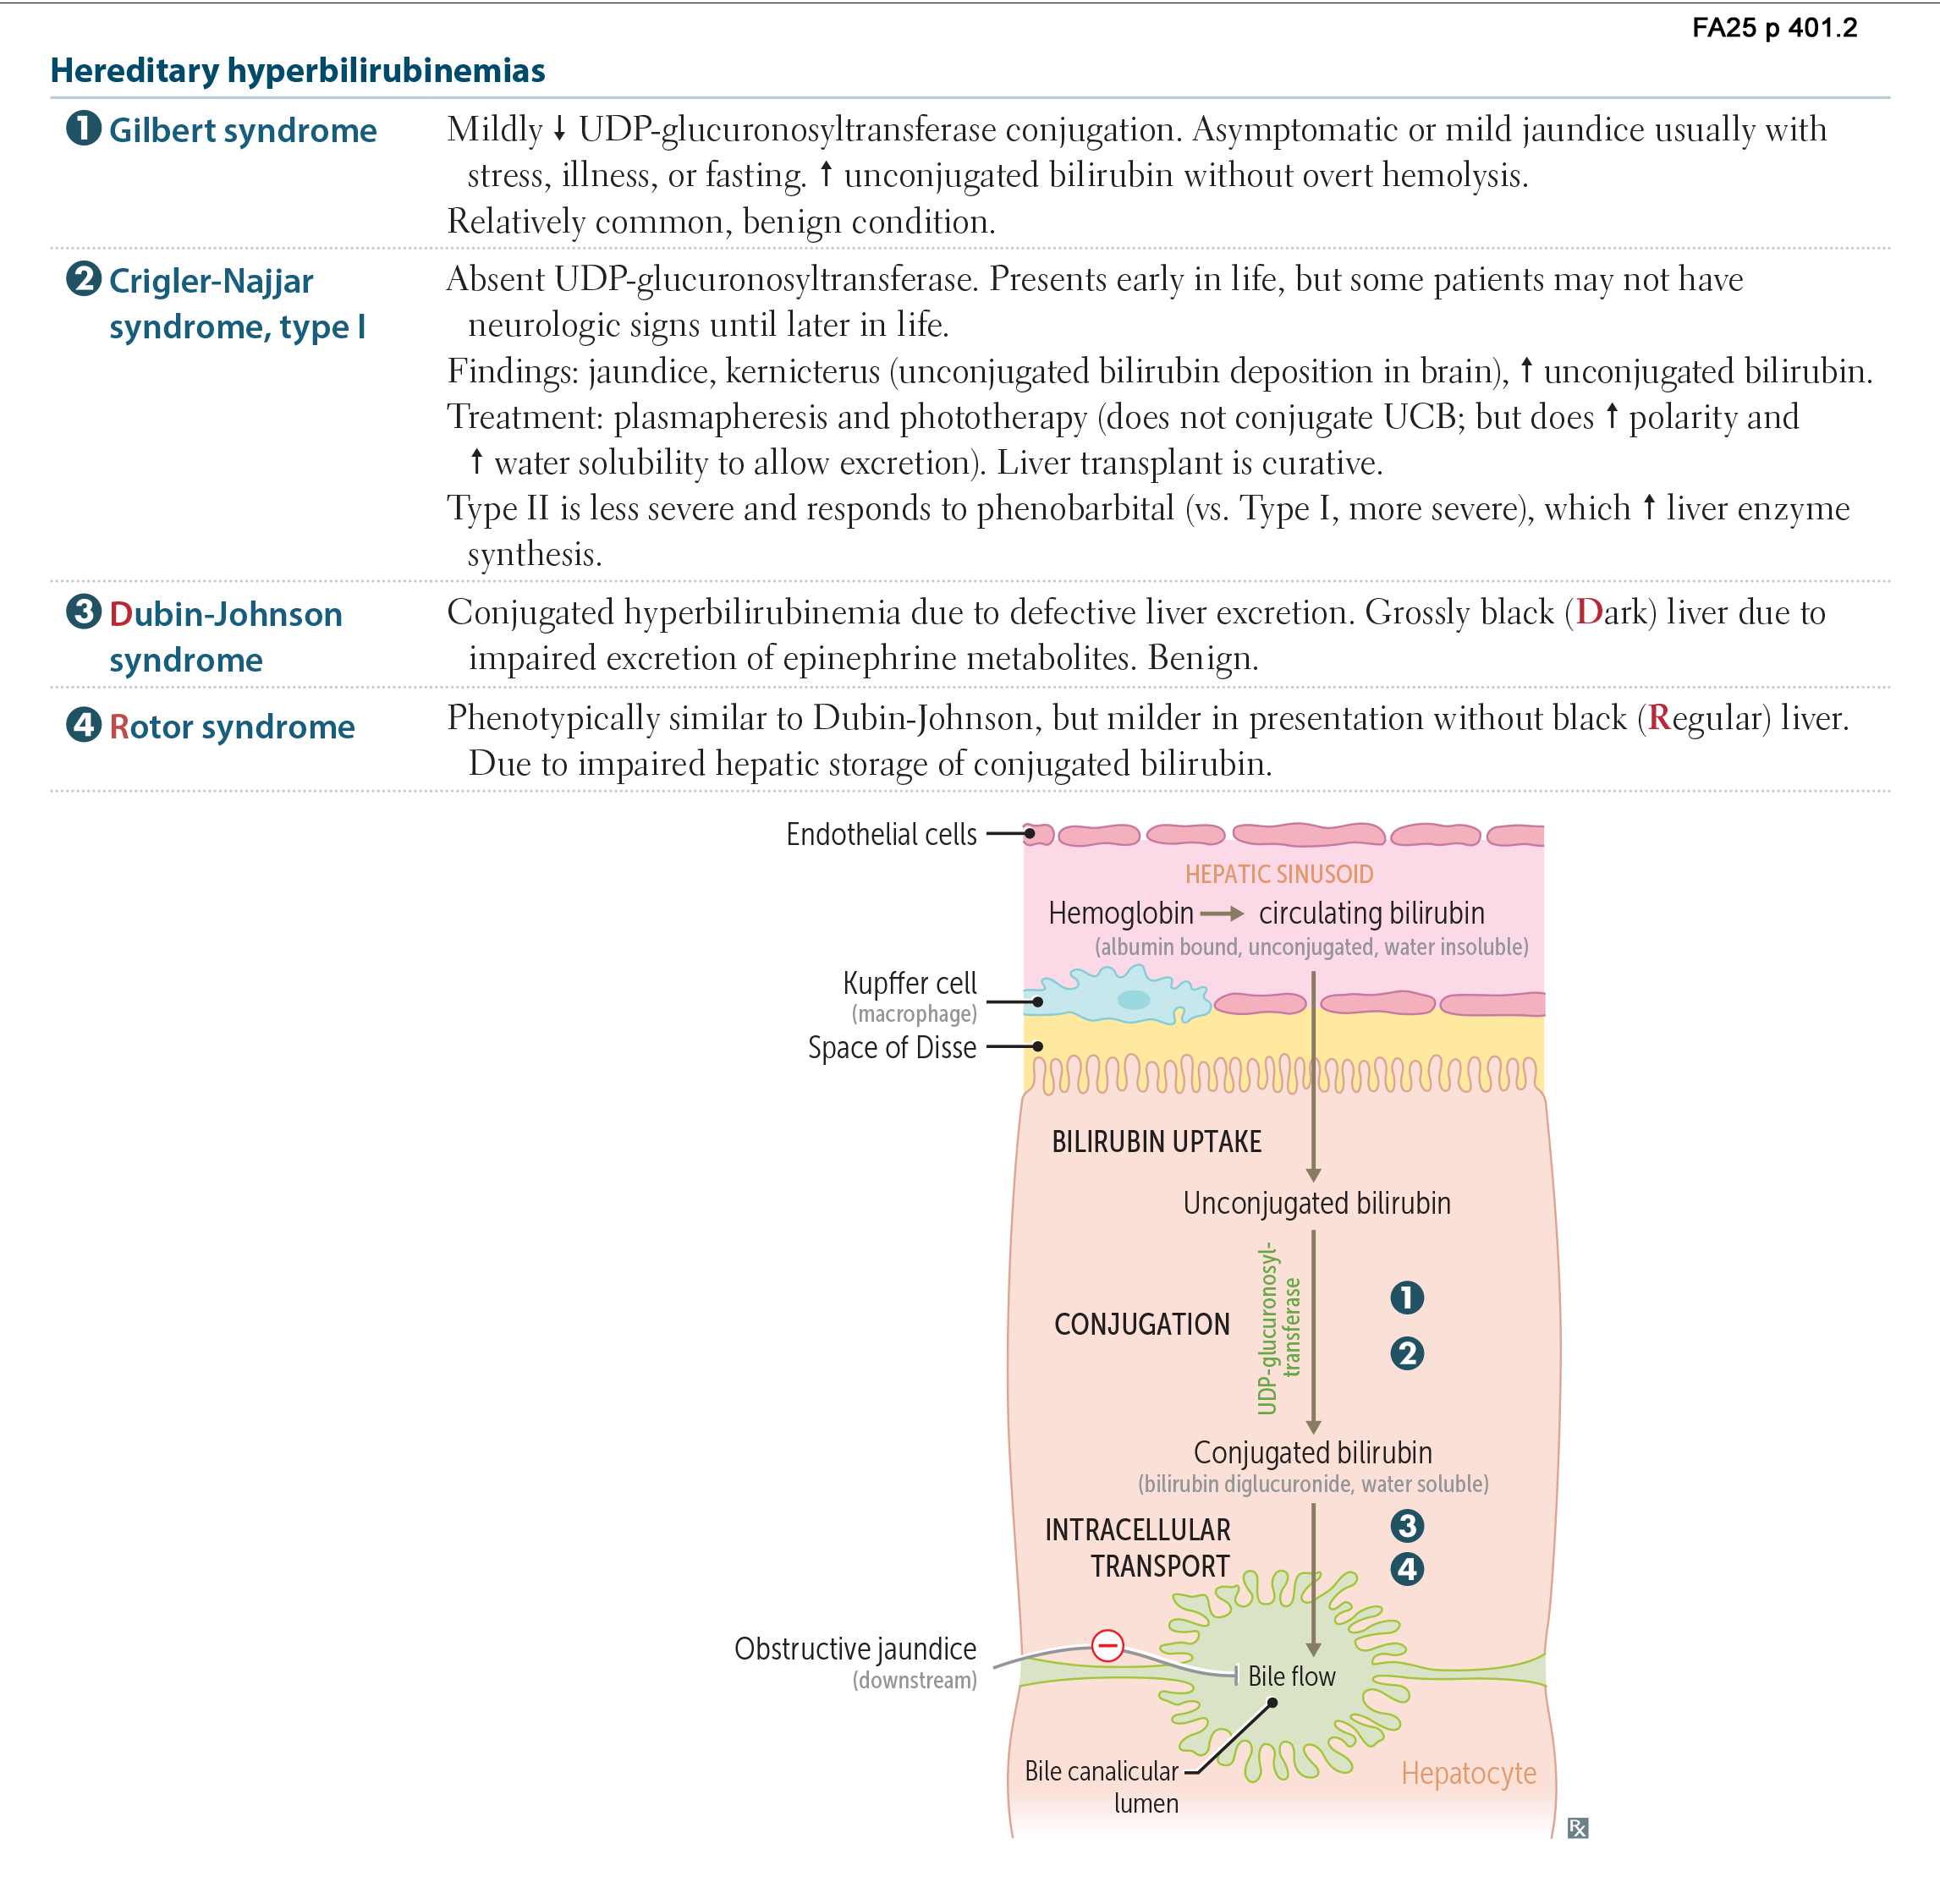 FA25 p 401.2
Hereditary hyperbilirubinemias
1 Gilbert syndrome
Mildly ↓ UDP-glucuronosyltransferase conjugation. Asymptomatic or mild jaundice usually with
stress, illness, or fasting. ↑ unconjugated bilirubin without overt hemolysis.
Relatively common, benign condition.
2 Crigler-Najjar
syndrome, type I
Absent UDP-glucuronosyltransferase. Presents early in life, but some patients may not have
neurologic signs until later in life.
Findings: jaundice, kernicterus (unconjugated bilirubin deposition in brain), ↑ unconjugated bilirubin.
Treatment: plasmapheresis and phototherapy (does not conjugate UCB; but does ↑ polarity and
↑ water solubility to allow excretion). Liver transplant is curative.
Type II is less severe and responds to phenobarbital (vs. Type I, more severe), which ↑ liver enzyme
synthesis.
3 Dubin-Johnson
syndrome
Conjugated hyperbilirubinemia due to defective liver excretion. Grossly black (Dark) liver due to
impaired excretion of epinephrine metabolites. Benign.
4 Rotor syndrome
Phenotypically similar to Dubin-Johnson, but milder in presentation without black (Regular) liver.
Due to impaired hepatic storage of conjugated bilirubin.
Endothelial cells
HEPATIC SINUSOID
Hemoglobin → circulating bilirubin
(albumin bound, unconjugated, water insoluble)
Kupffer cell
(macrophage)
Space of Disse
BILIRUBIN UPTAKE
Unconjugated bilirubin
UDP-glucuronosyl-
transferase
CONJUGATION
1
2
Conjugated bilirubin
(bilirubin diglucuronide, water soluble)
INTRACELLULAR
TRANSPORT
3
4
Obstructive jaundice
(downstream)
Bile flow
Bile canalicular
lumen
Hepatocyte
Rx